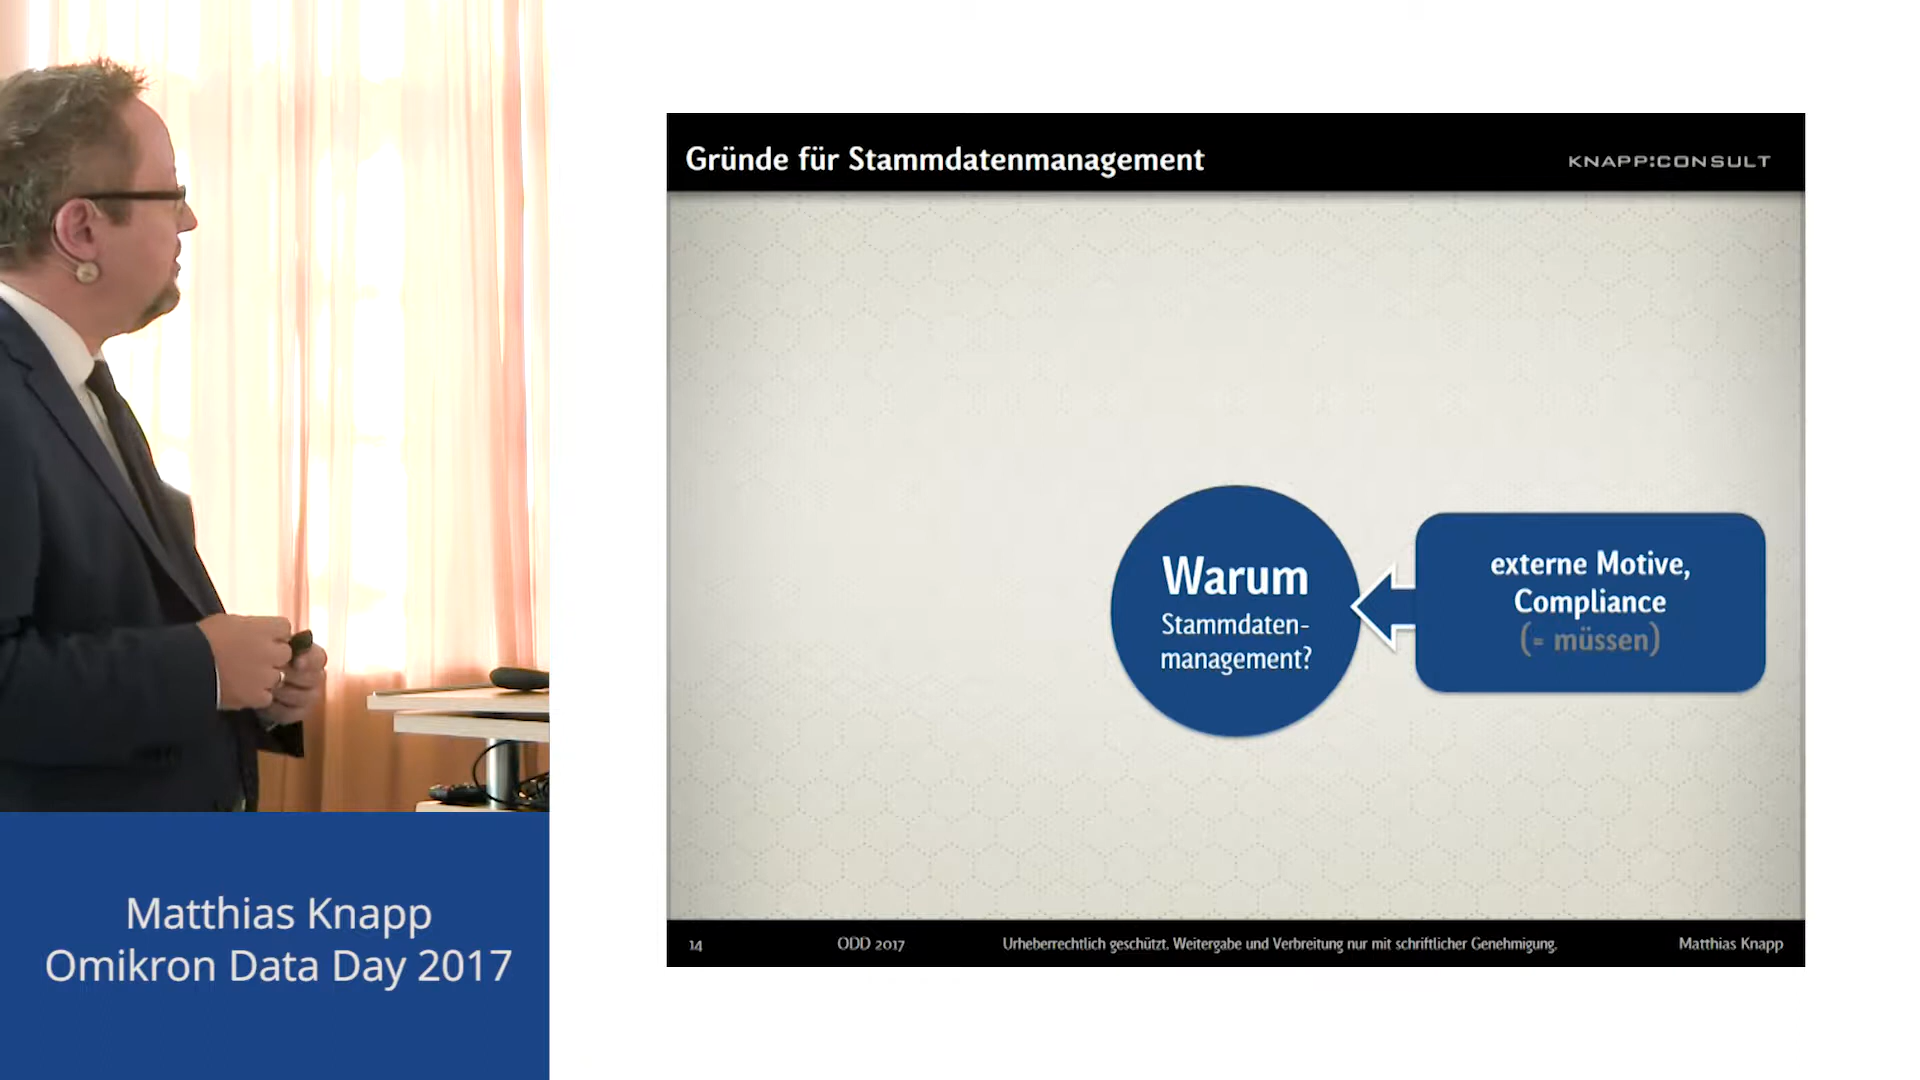 Gründe für Stammdatenmanagement
KNAPP:CONSULT
Warum
Stammdaten-
management?
externe Motive,
Compliance
(= müssen)
14 ODD 2017 Urheberrechtlich geschützt. Weitergabe und Verbreitung nur mit schriftlicher Genehmigung. Matthias Knapp
Matthias Knapp
Omikron Data Day 2017